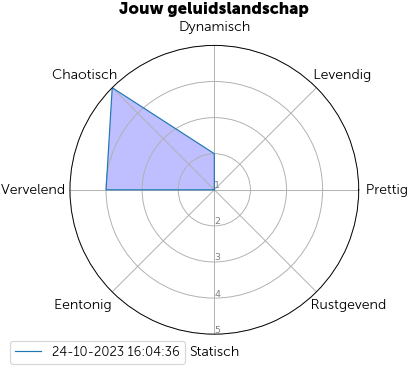 Jouw geluidslandschap
Dynamisch
Chaotisch
Levendig
Vervelend
1
Prettig
2
3
4
Eentonig
Rustgevend
5
24-10-2023 16:04:36
Statisch